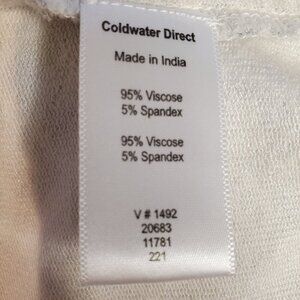 Coldwater Direct
Made in India
95% Viscose
5% Spandex
95% Viscose
5% Spandex
V # 1492
20683
11781
221